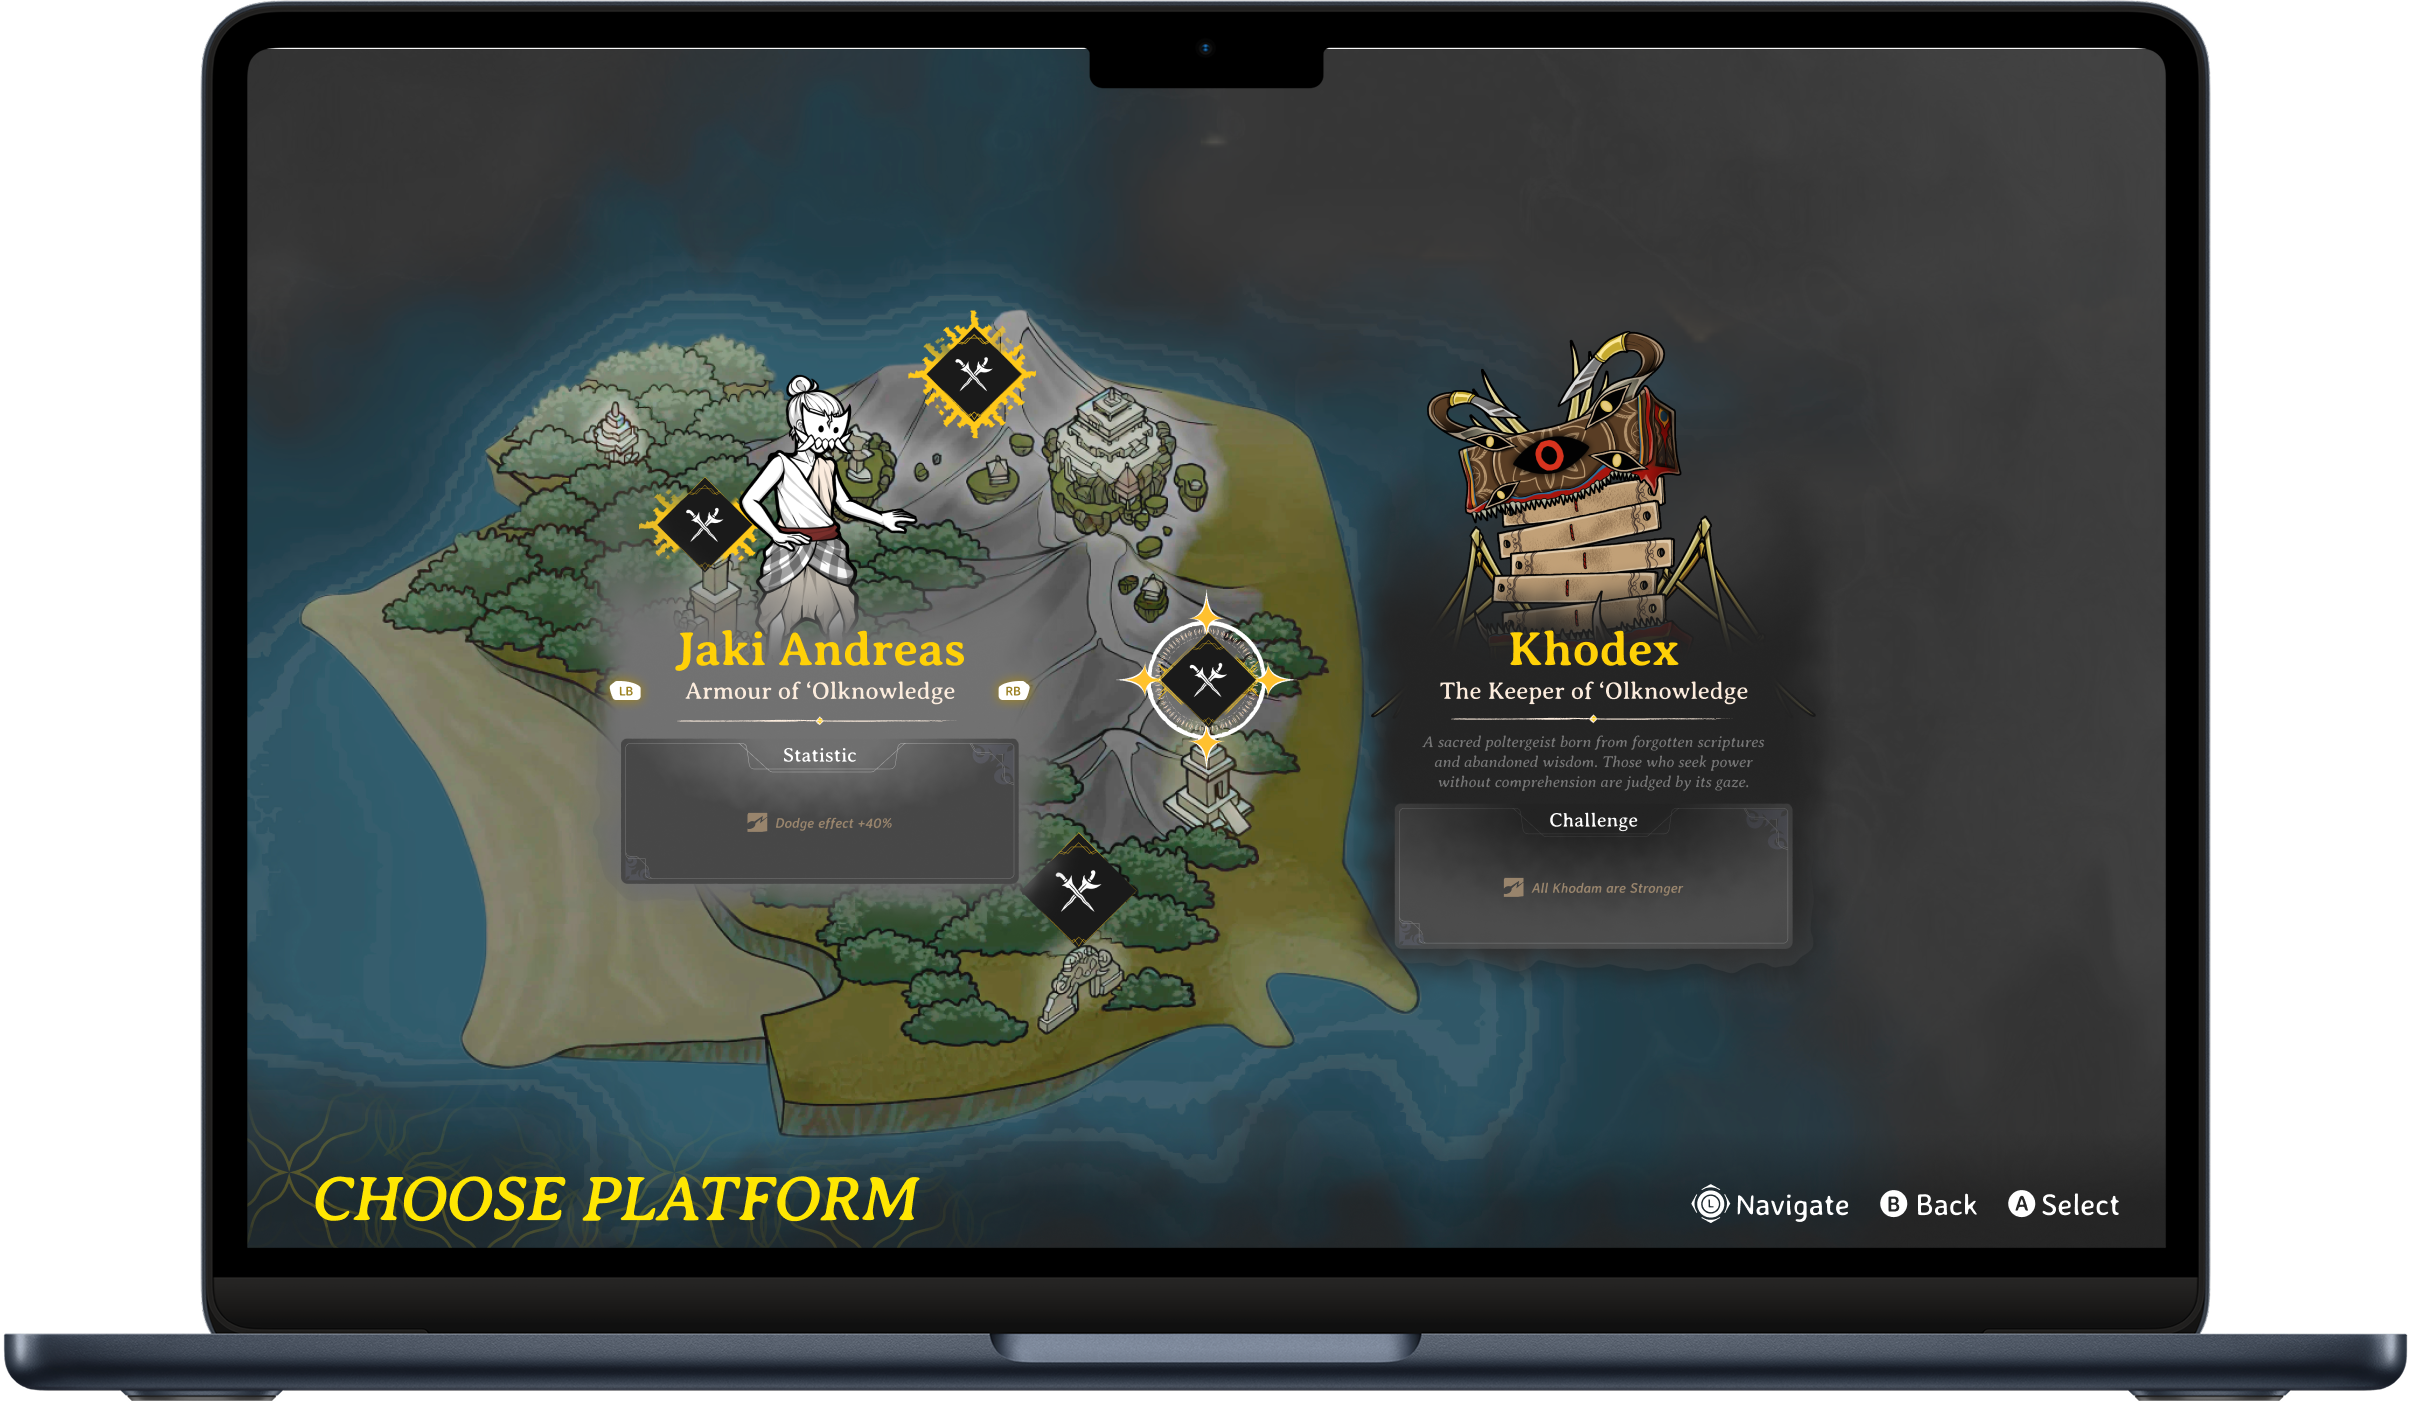 Jaki Andreas
LB
Armour of ‘Olknowledge
RB
Statistic
Dodge effect +40%
Khodex
The Keeper of ‘Olknowledge
A sacred poltergeist born from forgotten scriptures
and abandoned wisdom. Those who seek power
without comprehension are judged by its gaze.
Challenge
All Khodam are Stronger
CHOOSE PLATFORM
L Navigate
B Back
A Select